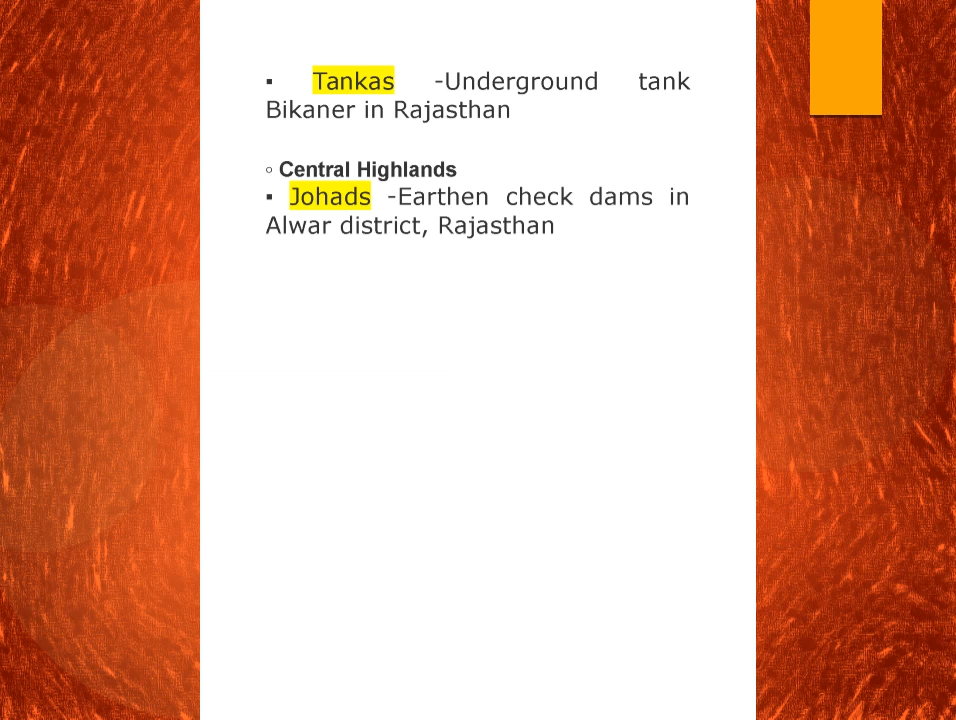 ▪ Tankas -Underground tank
Bikaner in Rajasthan
◦ Central Highlands
▪ Johads -Earthen check dams in
Alwar district, Rajasthan